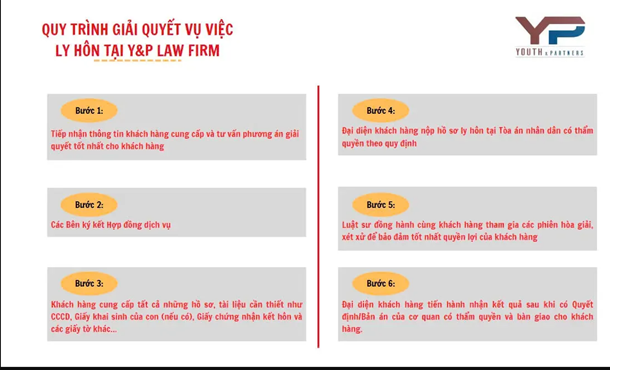 QUY TRÌNH GIẢI QUYẾT VỤ VIỆC
LY HÔN TẠI Y&P LAW FIRM
YP
YOUTH & PARTNERS
Bước 1:
Tiếp nhận thông tin khách hàng cung cấp và tư vấn phương án giải
quyết tốt nhất cho khách hàng
Bước 2:
Các Bên ký kết Hợp đồng dịch vụ
Bước 3:
Khách hàng cung cấp tất cả những hồ sơ, tài liệu cần thiết như
CCCD, Giấy khai sinh của con (nếu có), Giấy chứng nhận kết hôn và
các giấy tờ khác...
Bước 4:
Đại diện khách hàng nộp hồ sơ ly hôn tại Tòa án nhân dân có thẩm
quyền theo quy định
Bước 5:
Luật sư đồng hành cùng khách hàng tham gia các phiên hòa giải,
xét xử để bảo đảm tốt nhất quyền lợi của khách hàng
Bước 6:
Đại diện khách hàng tiến hành nhận kết quả sau khi có Quyết
định/Bản án của cơ quan có thẩm quyền và bàn giao cho khách
hàng.